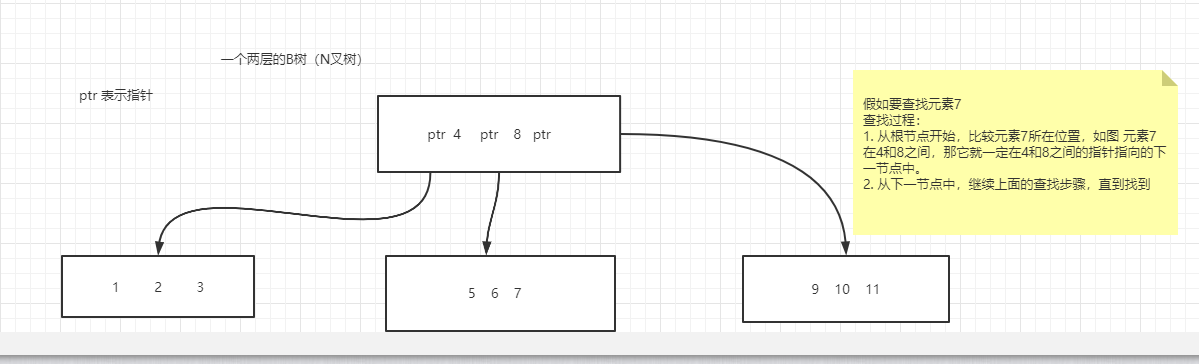 一个两层的B树（N叉树）
ptr 表示指针
ptr 4 ptr 8 ptr
假如要查找元素7
查找过程：
1. 从根节点开始，比较元素7所在位置，如图 元素7
在4和8之间，那它就一定在4和8之间的指针指向的下
一节点中。
2. 从下一节点中，继续上面的查找步骤，直到找到
1 2 3
5 6 7
9 10 11